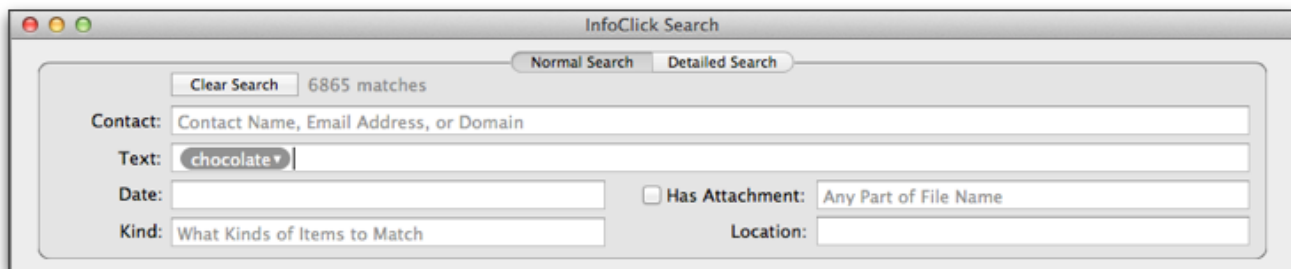 InfoClick Search
Normal Search Detailed Search
Clear Search 6865 matches
Contact: Contact Name, Email Address, or Domain
Text: chocolate
Date: Has Attachment: Any Part of File Name
Kind: What Kinds of Items to Match Location: